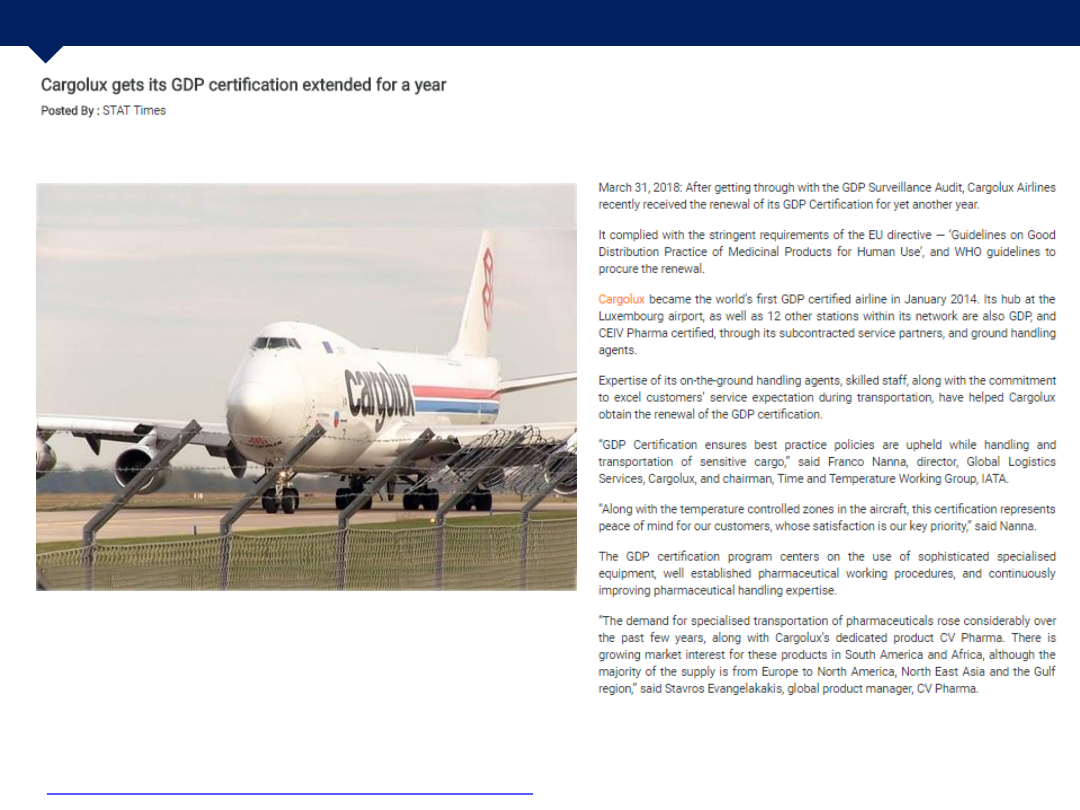 Cargolux gets its GDP certification extended for a year
Posted By : STAT Times
cargolux
March 31, 2018: After getting through with the GDP Surveillance Audit, Cargolux Airlines
recently received the renewal of its GDP Certification for yet another year.
It complied with the stringent requirements of the EU directive — ‘Guidelines on Good
Distribution Practice of Medicinal Products for Human Use’, and WHO guidelines to
procure the renewal.
Cargolux became the world’s first GDP certified airline in January 2014. Its hub at the
Luxembourg airport, as well as 12 other stations within its network are also GDP, and
CEIV Pharma certified, through its subcontracted service partners, and ground handling
agents.
Expertise of its on-the-ground handling agents, skilled staff, along with the commitment
to excel customers’ service expectation during transportation, have helped Cargolux
obtain the renewal of the GDP certification.
“GDP Certification ensures best practice policies are upheld while handling and
transportation of sensitive cargo,” said Franco Nanna, director, Global Logistics
Services, Cargolux, and chairman, Time and Temperature Working Group, IATA.
“Along with the temperature controlled zones in the aircraft, this certification represents
peace of mind for our customers, whose satisfaction is our key priority,” said Nanna.
The GDP certification program centers on the use of sophisticated specialised
equipment, well established pharmaceutical working procedures, and continuously
improving pharmaceutical handling expertise.
“The demand for specialised transportation of pharmaceuticals rose considerably over
the past few years, along with Cargolux’s dedicated product CV Pharma. There is
growing market interest for these products in South America and Africa, although the
majority of the supply is from Europe to North America, North East Asia and the Gulf
region,” said Stavros Evangelakakis, global product manager, CV Pharma.